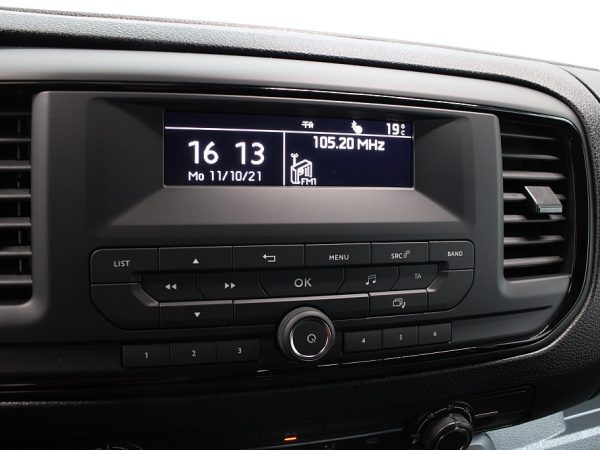 TA 19°C
16 13 105.20 MHz
Mo 11/10/21 FM1
LIST MENU SRC BAND
OK TA
1 2 3 4 5 6